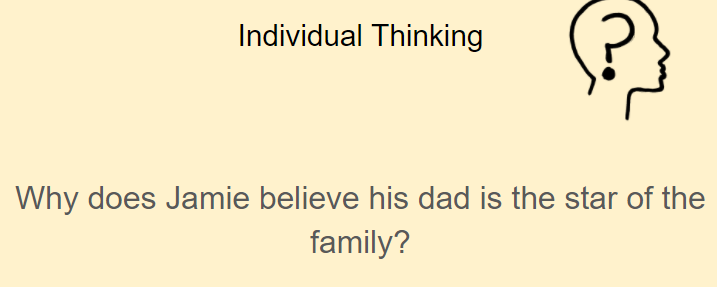 Individual Thinking
Why does Jamie believe his dad is the star of the
family?